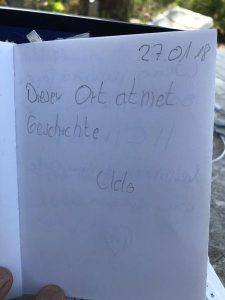 27.01.18
Dieser Ort atmet
Geschichte.
Udo